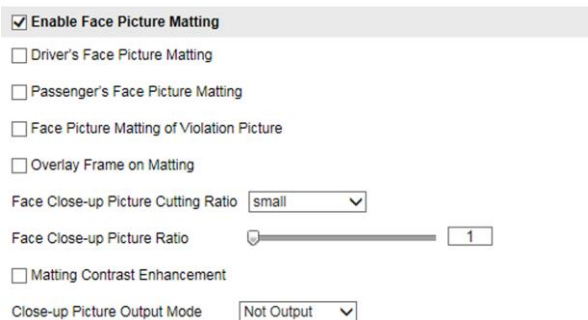 Enable Face Picture Matting
Driver's Face Picture Matting
Passenger's Face Picture Matting
Face Picture Matting of Violation Picture
Overlay Frame on Matting
Face Close-up Picture Cutting Ratio small
Face Close-up Picture Ratio 1
Matting Contrast Enhancement
Close-up Picture Output Mode Not Output